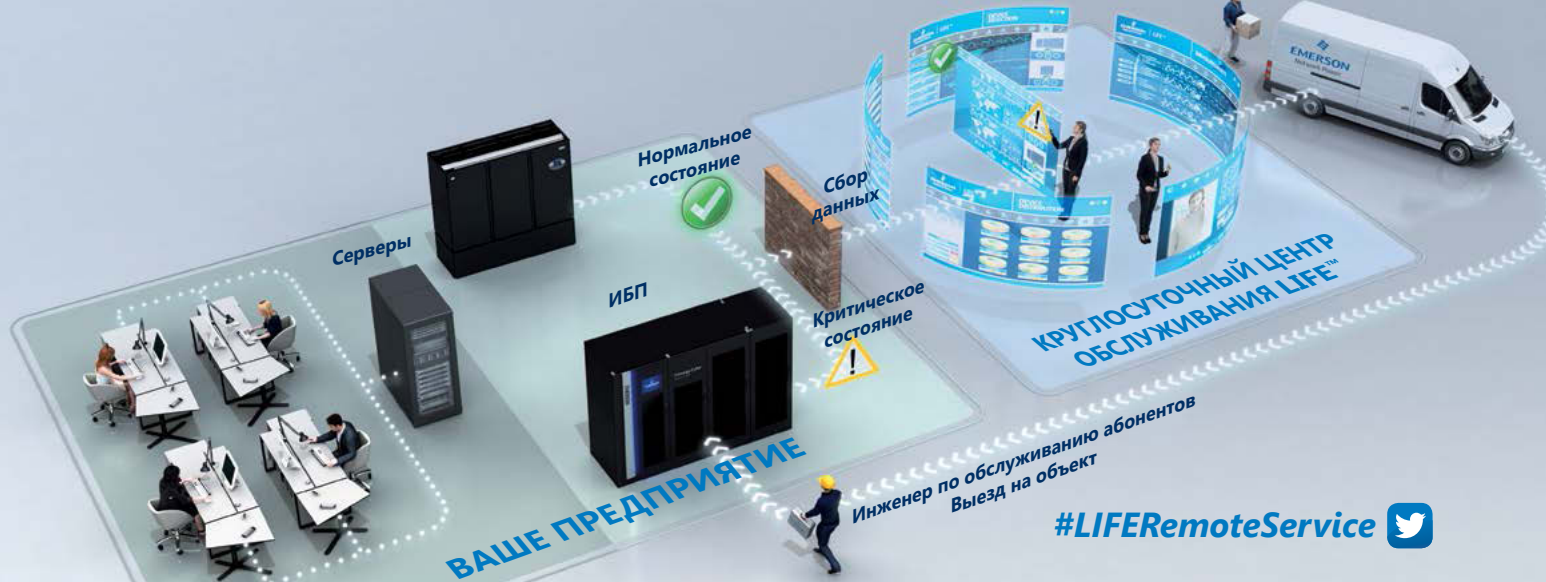 EMERSON
Network Power
Нормальное
состояние
Сбор
данных
Серверы
ИБП
Критическое
состояние
КРУГЛОСУТОЧНЫЙ ЦЕНТР
ОБСЛУЖИВАНИЯ LIFE™
ВАШЕ ПРЕДПРИЯТИЕ
Инженер по обслуживанию абонентов
Выезд на объект
#LIFERemoteService